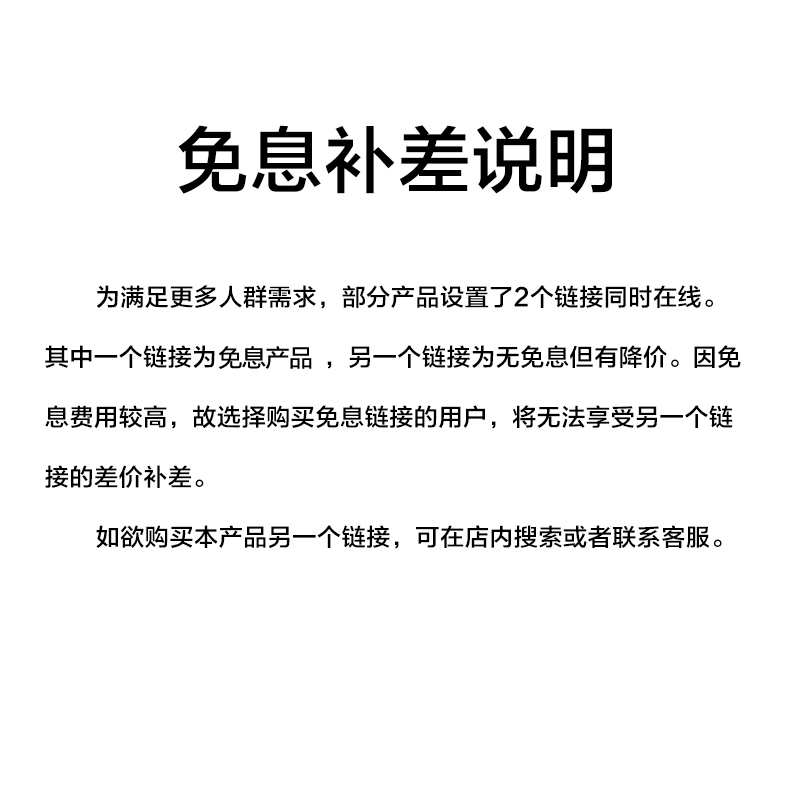 免息补差说明
为满足更多人群需求，部分产品设置了2个链接同时在线。
其中一个链接为免息产品 ，另一个链接为无免息但有降价。因免
息费用较高，故选择购买免息链接的用户，将无法享受另一个链
接的差价补差。
如欲购买本产品另一个链接，可在店内搜索或者联系客服。